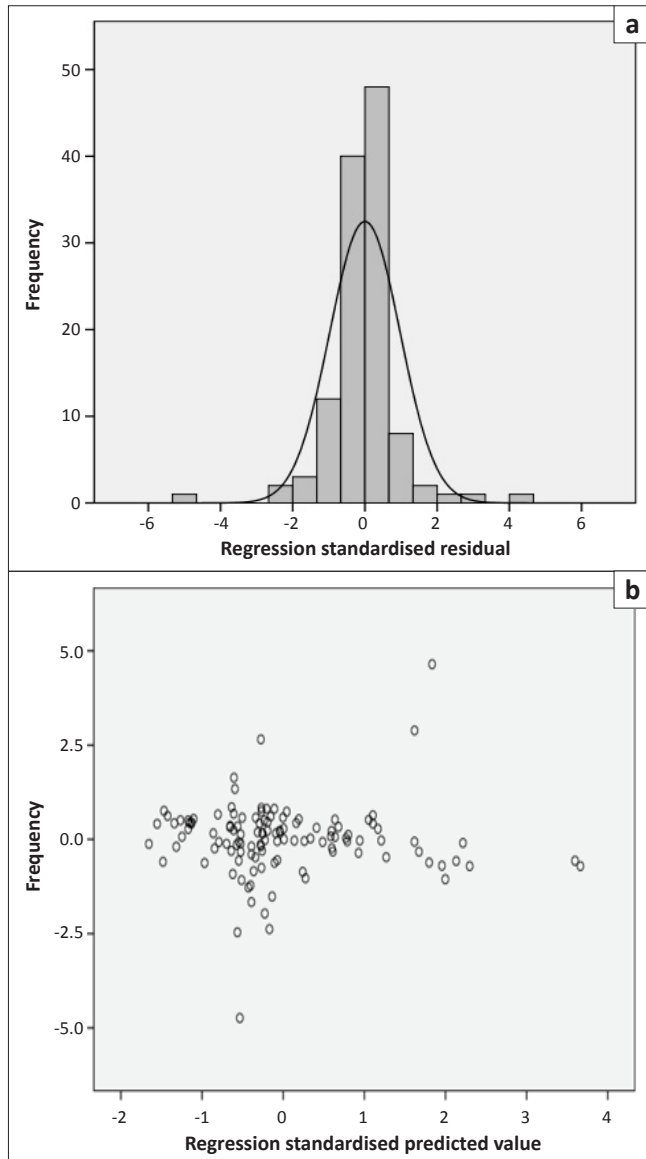 a
50
40
30
20
10
0
Frequency
-6 -4 -2 0 2 4 6
Regression standardised residual
b
5.0
2.5
0.0
-2.5
-5.0
Frequency
-2 -1 0 1 2 3 4
Regression standardised predicted value